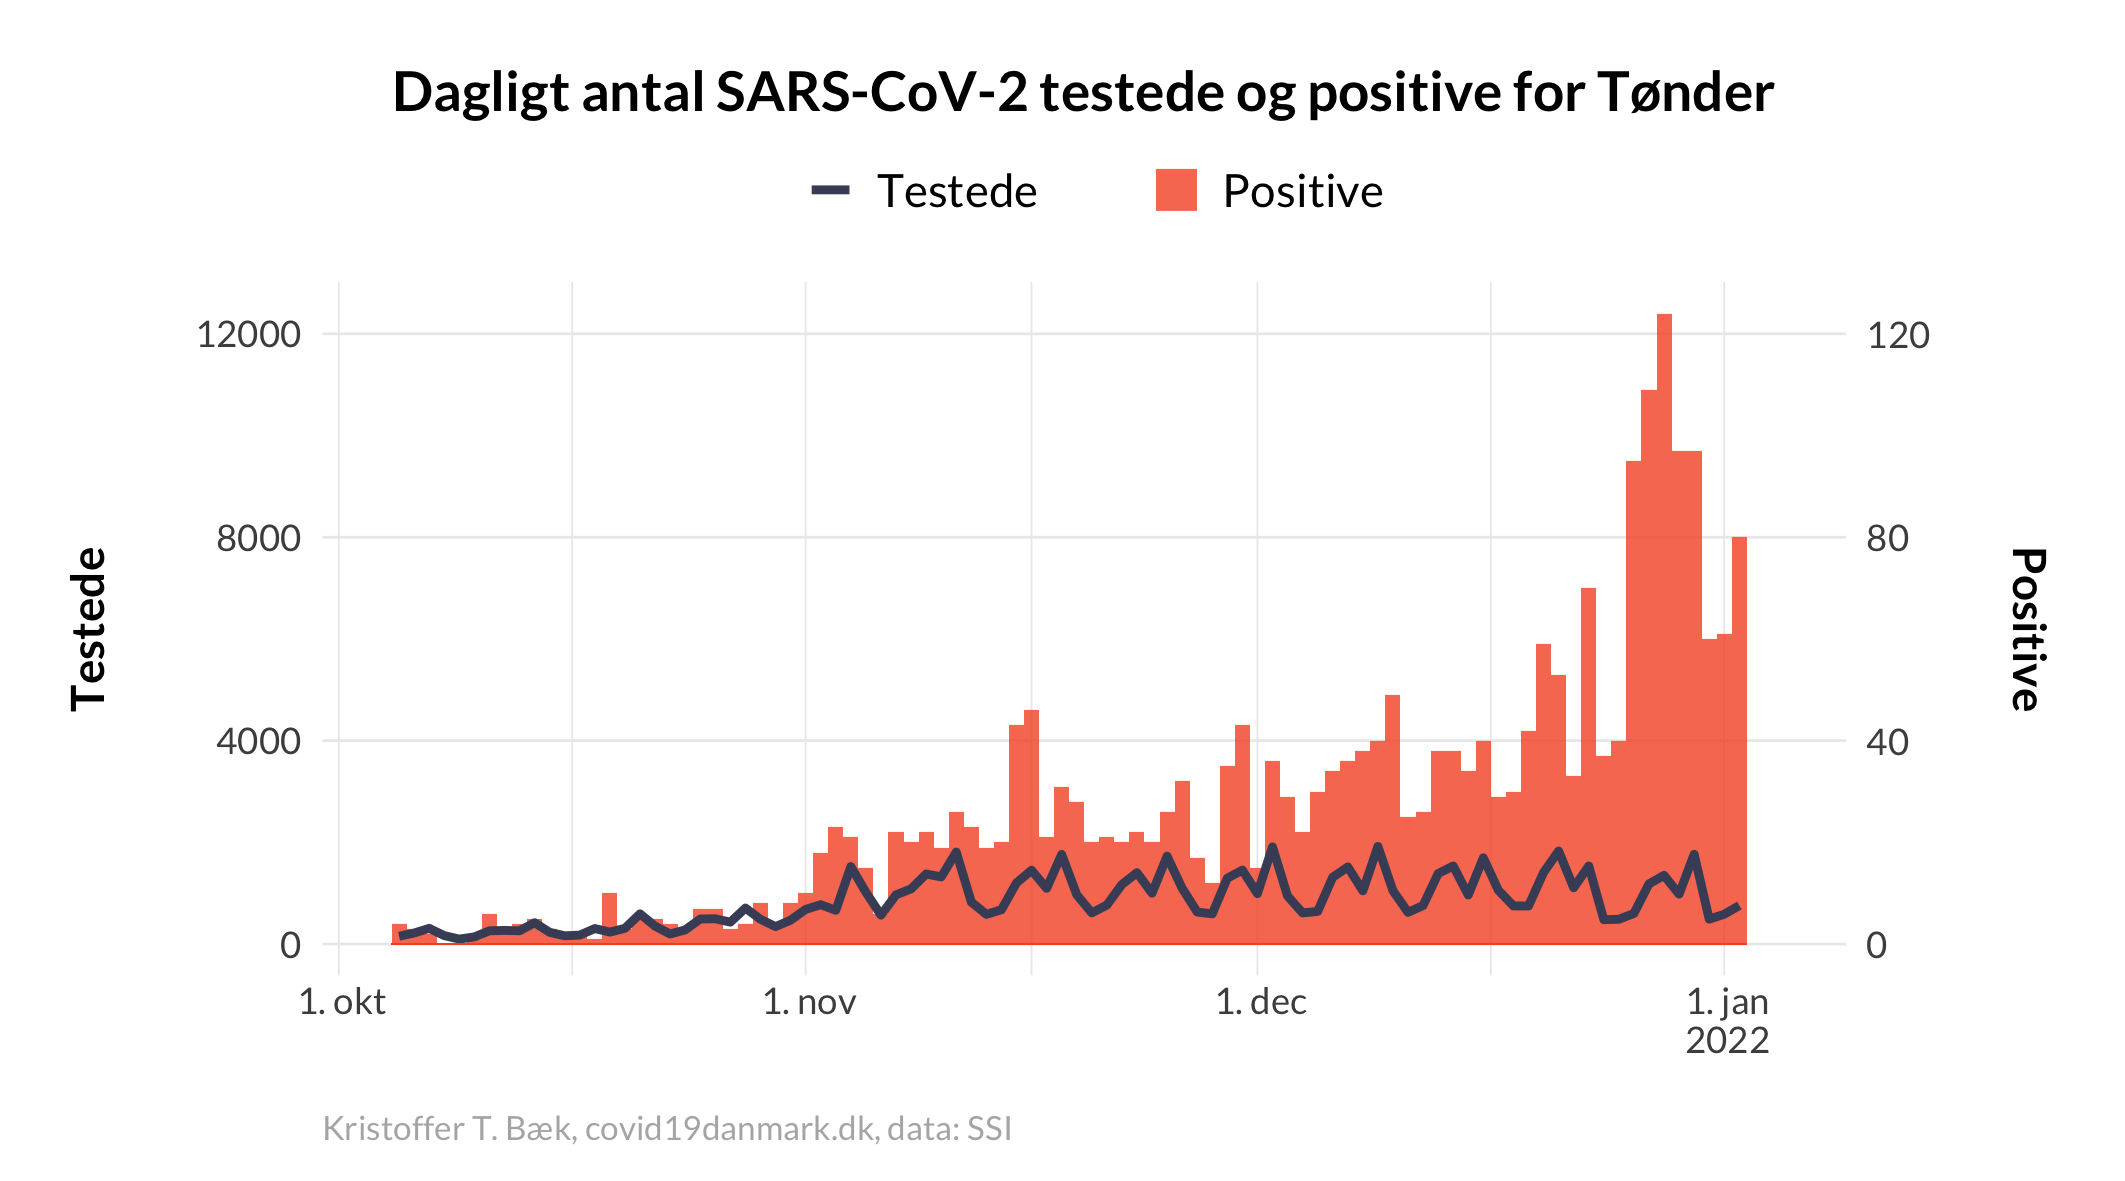 Dagligt antal SARS-CoV-2 testede og positive for Tønder
Testede
Positive
12000
8000
4000
0
120
80
40
0
Testede
Positive
1. okt
1. nov
1. dec
1. jan
2022
Kristoffer T. Bæk, covid19danmark.dk, data: SSI